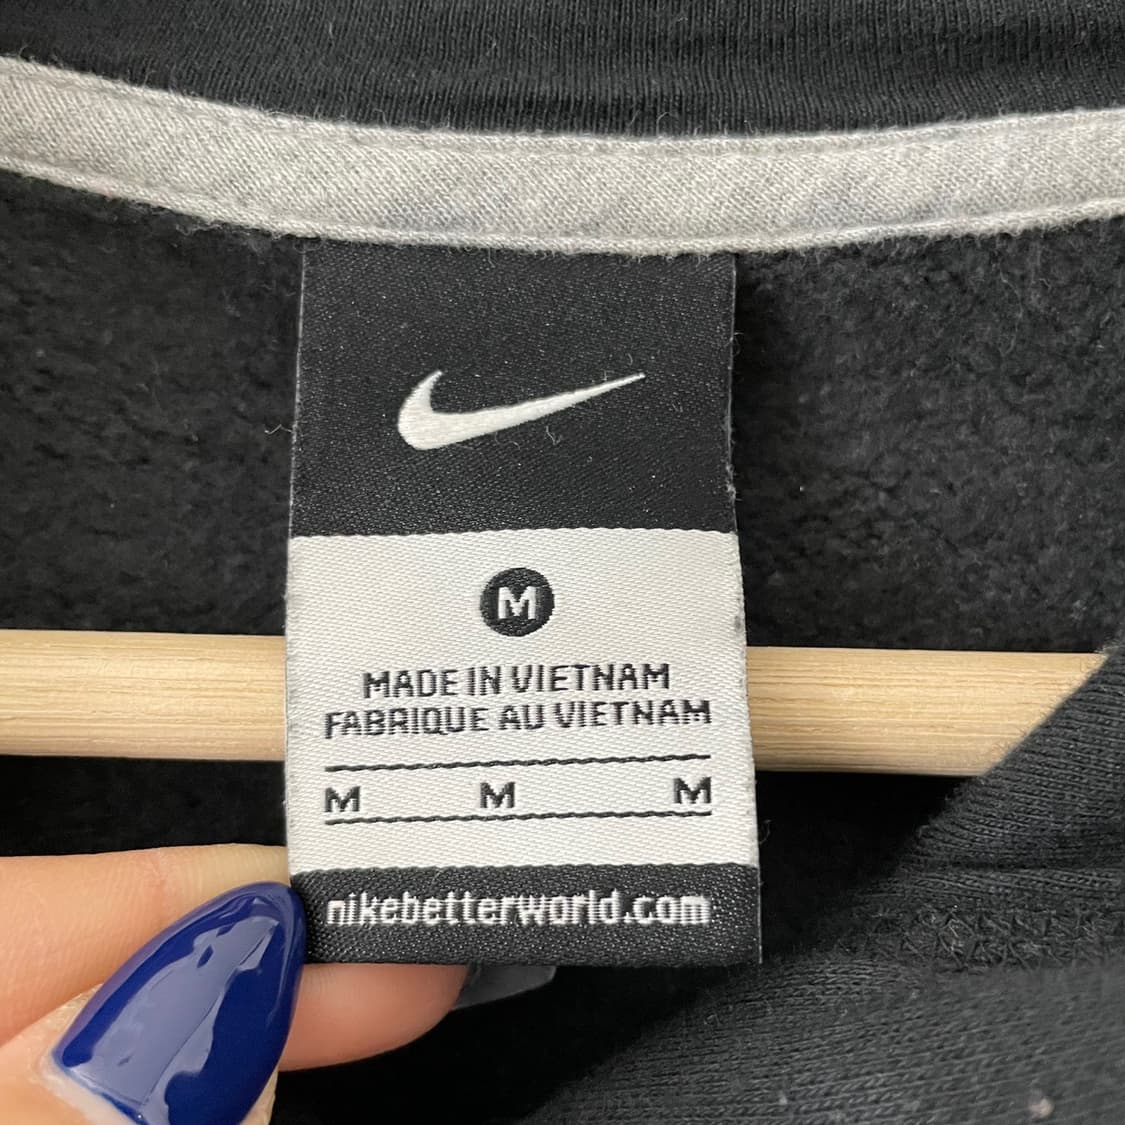 M
MADE IN VIETNAM
FABRIQUE AU VIETNAM
M M M
nikebetterworld.com